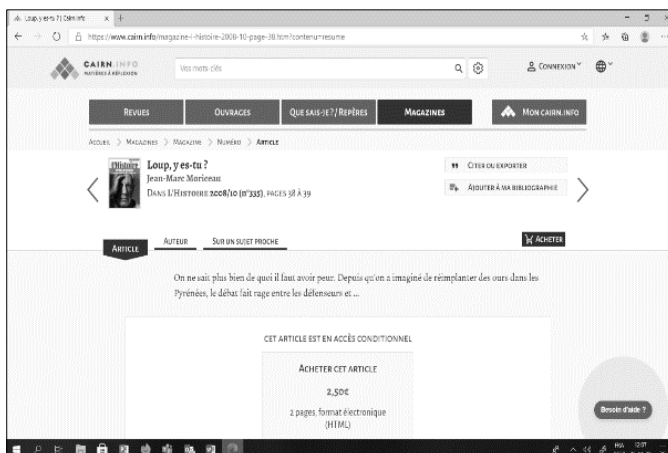 Loup, y es-tu ? | Cairn.info
https://www.cairn.info/magazine-l-histoire-2008-10-page-38.htm?contenu=resume
CAIRN.INFO
MATIÈRES À RÉFLEXION
Vos mots clés
CONNEXION
REVUES
OUVRAGES
QUE SAIS-JE ? / REPÈRES
MAGAZINES
MON CAIRN.INFO
ACCUEIL > MAGAZINES > MAGAZINE > NUMÉRO > ARTICLE
l'Histoire
Loup, y es-tu ?
Jean-Marc Moriceau
DANS L'HISTOIRE 2008/10 (n°335), PAGES 38 À 39
CITER OU EXPORTER
AJOUTER À MA BIBLIOGRAPHIE
ARTICLE
AUTEUR
SUR UN SUJET PROCHE
ACHETER
On ne sait plus bien de quoi il faut avoir peur. Depuis qu'on a imaginé de réimplanter des ours dans les
Pyrénées, le débat fait rage entre les défenseurs et ...
CET ARTICLE EST EN ACCÈS CONDITIONNEL
ACHETER CET ARTICLE
2,50€
2 pages, format électronique
(HTML)
Besoin d'aide ?
FRA
12:07